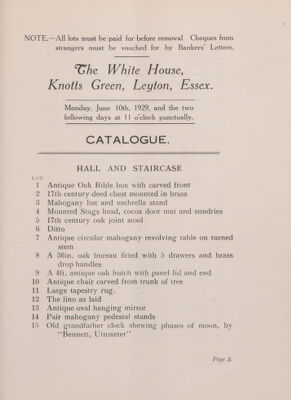 NOTE.—All lots must be paid for before removal Cheques from
strangers must be vouched for by Bankers' Letters.
The White House,
Knotts Green, Leyton, Essex.
Monday, June 10th, 1929, and the two
following days at 11 o'clock punctually.
CATALOGUE.
HALL AND STAIRCASE
LOT
1 Antique Oak Bible box with carved front
2 17th century deed chest mounted in brass
3 Mahogany hat and umbrella stand
4 Mounted Stags head, cocoa door mat and sundries
5 17th century oak joint stool
6 Ditto
7 Antique circular mahogany revolving table on turned
stem
8 A 36in. oak bureau fitted with 5 drawers and brass
drop handles
9 A 4ft. antique oak hutch with panel lid and end
10 Antique chair carved from trunk of tree
11 Large tapestry rug.
12 The lino as laid
13 Antique oval hanging mirror
14 Pair mahogany pedestal stands
15 Old grandfather clock shewing phases of moon, by
"Bennett, Uttoxeter"
Page 3.